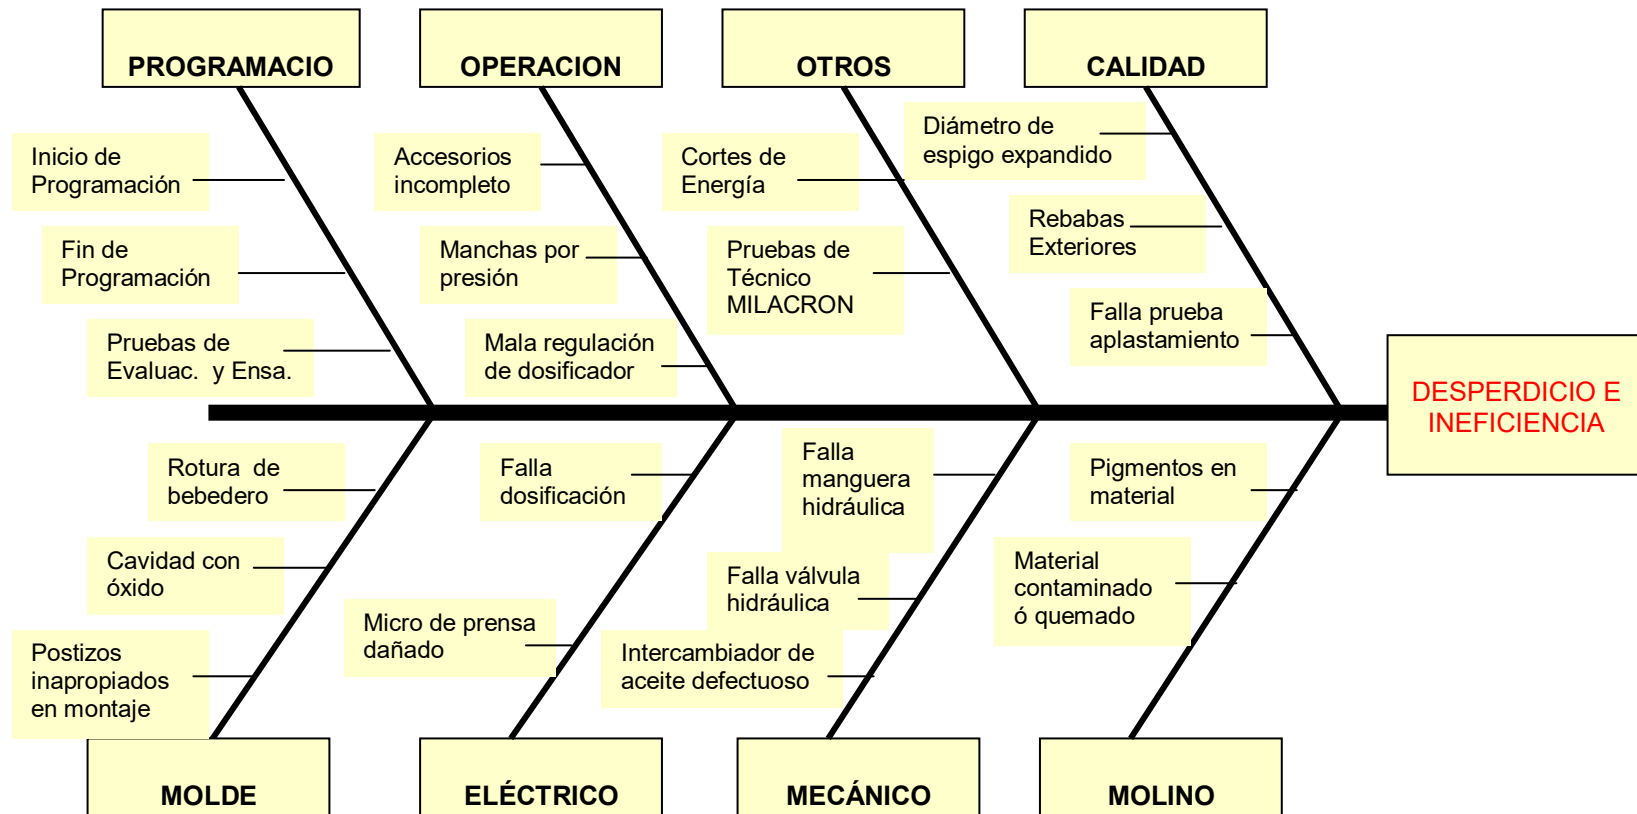 PROGRAMACIO
OPERACION
OTROS
CALIDAD
Inicio de
Programación
Fin de
Programación
Pruebas de
Evaluac. y Ensa.
Accesorios
incompleto
Manchas por
presión
Mala regulación
de dosificador
Cortes de
Energía
Pruebas de
Técnico
MILACRON
Diámetro de
espigo expandido
Rebabas
Exteriores
Falla prueba
aplastamiento
DESPERDICIO E
INEFICIENCIA
Rotura de
bebedero
Cavidad con
óxido
Postizos
inapropiados
en montaje
Falla
dosificación
Micro de prensa
dañado
Falla
manguera
hidráulica
Falla válvula
hidráulica
Intercambiador de
aceite defectuoso
Pigmentos en
material
Material
contaminado
ó quemado
MOLDE
ELÉCTRICO
MECÁNICO
MOLINO